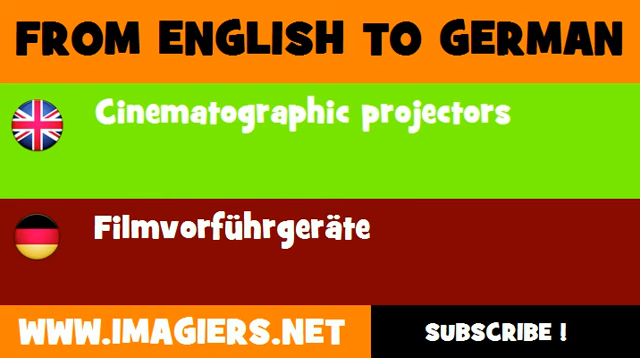 FROM ENGLISH TO GERMAN
Cinematographic projectors
Filmvorführgeräte
WWW.IMAGIERS.NET
SUBSCRIBE !